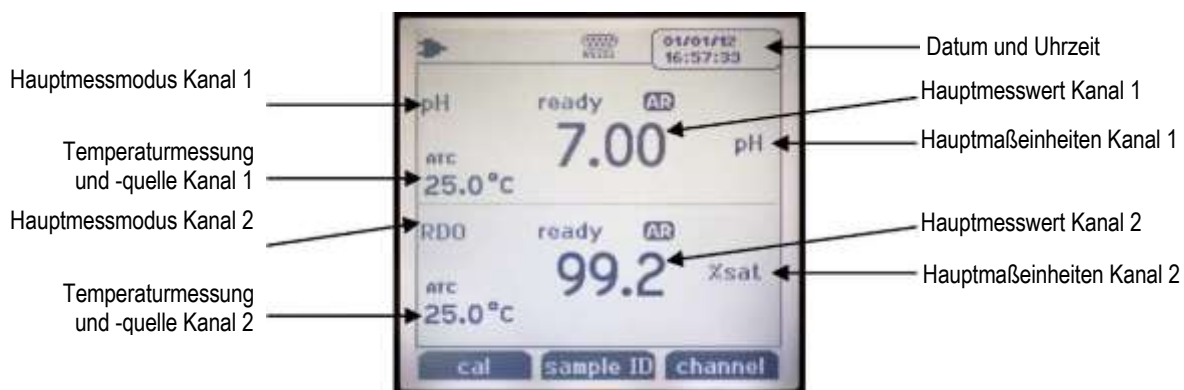 Hauptmessmodus Kanal 1
Temperaturmessung
und -quelle Kanal 1
Hauptmessmodus Kanal 2
Temperaturmessung
und -quelle Kanal 2
01/01/12
16:57:33
pH
ready AR
7.00
pH
ATC
25.0 °C
RDO
ready AR
99.2
%sat
ATC
25.0 °C
cal
sample ID
channel
Datum und Uhrzeit
Hauptmesswert Kanal 1
Hauptmaßeinheiten Kanal 1
Hauptmesswert Kanal 2
Hauptmaßeinheiten Kanal 2